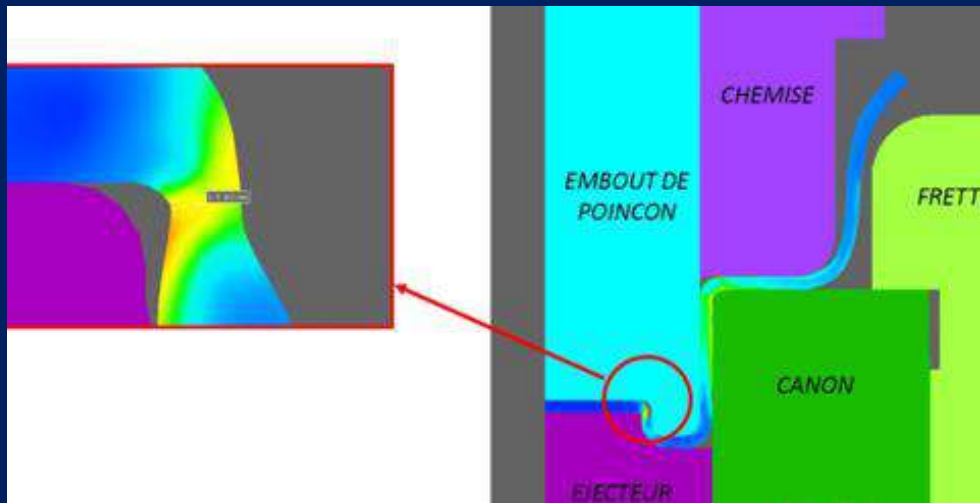 CHEMISE
EMBOUT DE
POINCON
FRETT
CANON
EJECTEUR